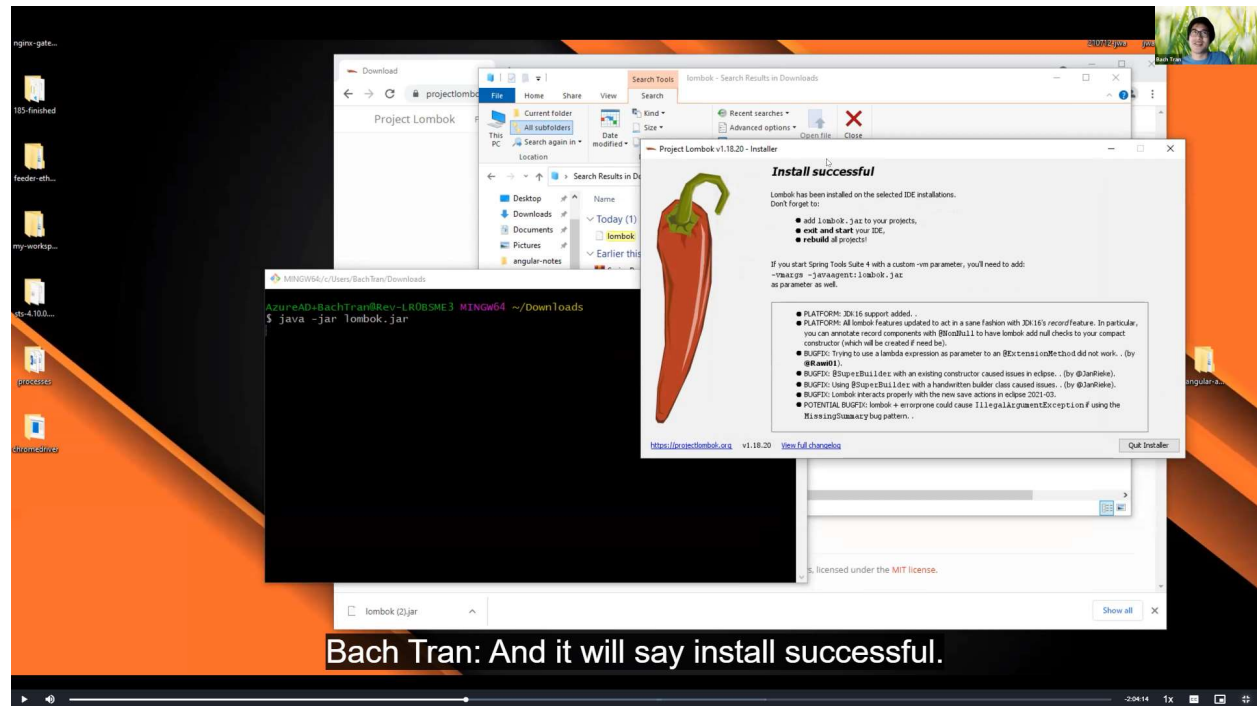 nginx-gate...
185-finished
feeder-eth...
my-worksp...
sts-4.10.0....
processes
chromedriver
angular-a...
Bach Tran
Download
projectlombo
Project Lombok
Search Tools
lombok - Search Results in Downloads
File Home Share View Search
This PC
Current folder
All subfolders
Search again in
Location
Date modified
Kind
Size
Recent searches
Advanced options
Open file
Close
Search Results in Do
Desktop
Downloads
Documents
Pictures
angular-notes
Name
Today (1)
lombok
Earlier this
MINGW64:/c/Users/BachTran/Downloads
AzureAD+BachTran@Rev-LR0BSME3 MINGW64 ~/Downloads
$ java -jar lombok.jar
Project Lombok v1.18.20 - Installer
Install successful
Lombok has been installed on the selected IDE installations.
Don't forget to:
● add lombok.jar to your projects,
● exit and start your IDE,
● rebuild all projects!
If you start Spring Tools Suite 4 with a custom -vm parameter, you'll need to add:
-vmargs -javaagent:lombok.jar
as parameter as well.
● PLATFORM: JDK16 support added. .
● PLATFORM: All lombok features updated to act in a sane fashion with JDK16's record feature. In particular,
you can annotate record components with @NonNull to have lombok add null checks to your compact
constructor (which will be created if need be).
● BUGFIX: Trying to use a lambda expression as parameter to an @ExtensionMethod did not work. . (by
@Rawi01).
● BUGFIX: @SuperBuilder with an existing constructor caused issues in eclipse. . (by @JanRieke).
● BUGFIX: Using @SuperBuilder with a handwritten builder class caused issues. . (by @JanRieke).
● BUGFIX: Lombok interacts properly with the new save actions in eclipse 2021-03.
● POTENTIAL BUGFIX: lombok + errorprone could cause IllegalArgumentException if using the
MissingSummary bug pattern. .
https://projectlombok.org v1.18.20 View full changelog
Quit Installer
s, licensed under the MIT license.
lombok (2).jar
Show all
Bach Tran: And it will say install successful.
-2:04:14 1x